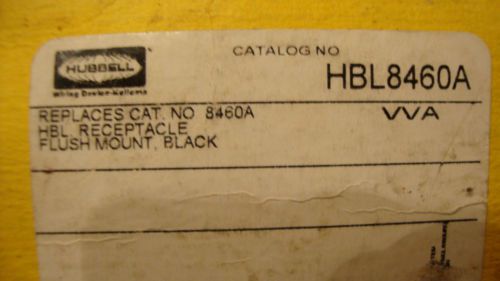 HUBBELL
Wiring Device-Kellems
CATALOG NO
HBL8460A
REPLACES CAT. NO 8460A
VVA
HBL RECEPTACLE
FLUSH MOUNT, BLACK